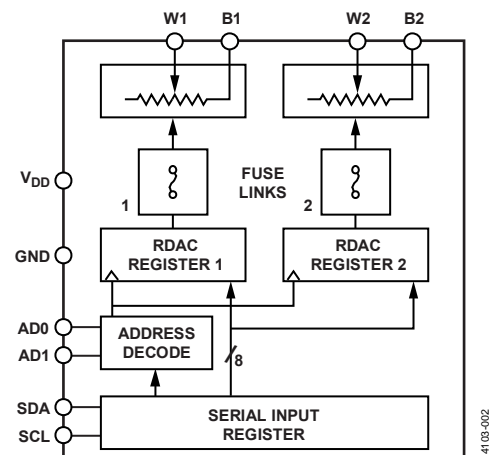 W1 B1 W2 B2
V_DD
FUSE
LINKS
1
2
GND
RDAC
REGISTER 1
RDAC
REGISTER 2
AD0
AD1
ADDRESS
DECODE
8
SDA
SCL
SERIAL INPUT
REGISTER
4103-002